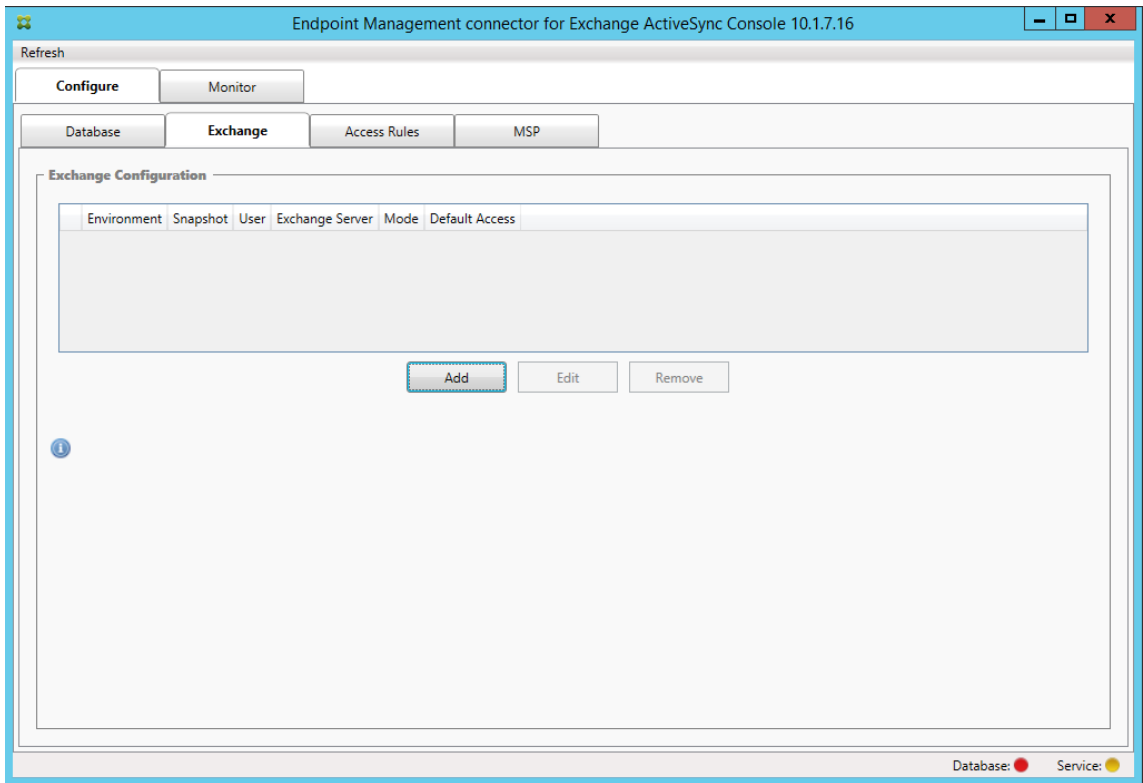 Endpoint Management connector for Exchange ActiveSync Console 10.1.7.16
Refresh
Configure Monitor
Database Exchange Access Rules MSP
Exchange Configuration
Environment Snapshot User Exchange Server Mode Default Access
Add Edit Remove
Database: Service: